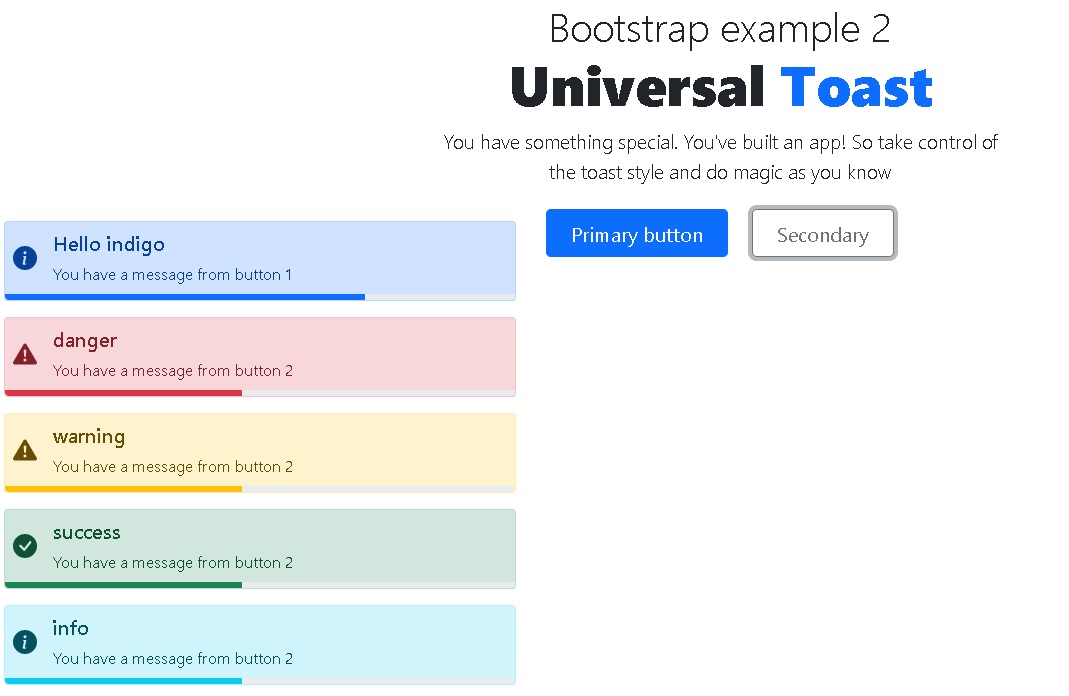 Bootstrap example 2
Universal Toast
You have something special. You've built an app! So take control of
the toast style and do magic as you know
Primary button
Secondary
Hello indigo
You have a message from button 1
danger
You have a message from button 2
warning
You have a message from button 2
success
You have a message from button 2
info
You have a message from button 2